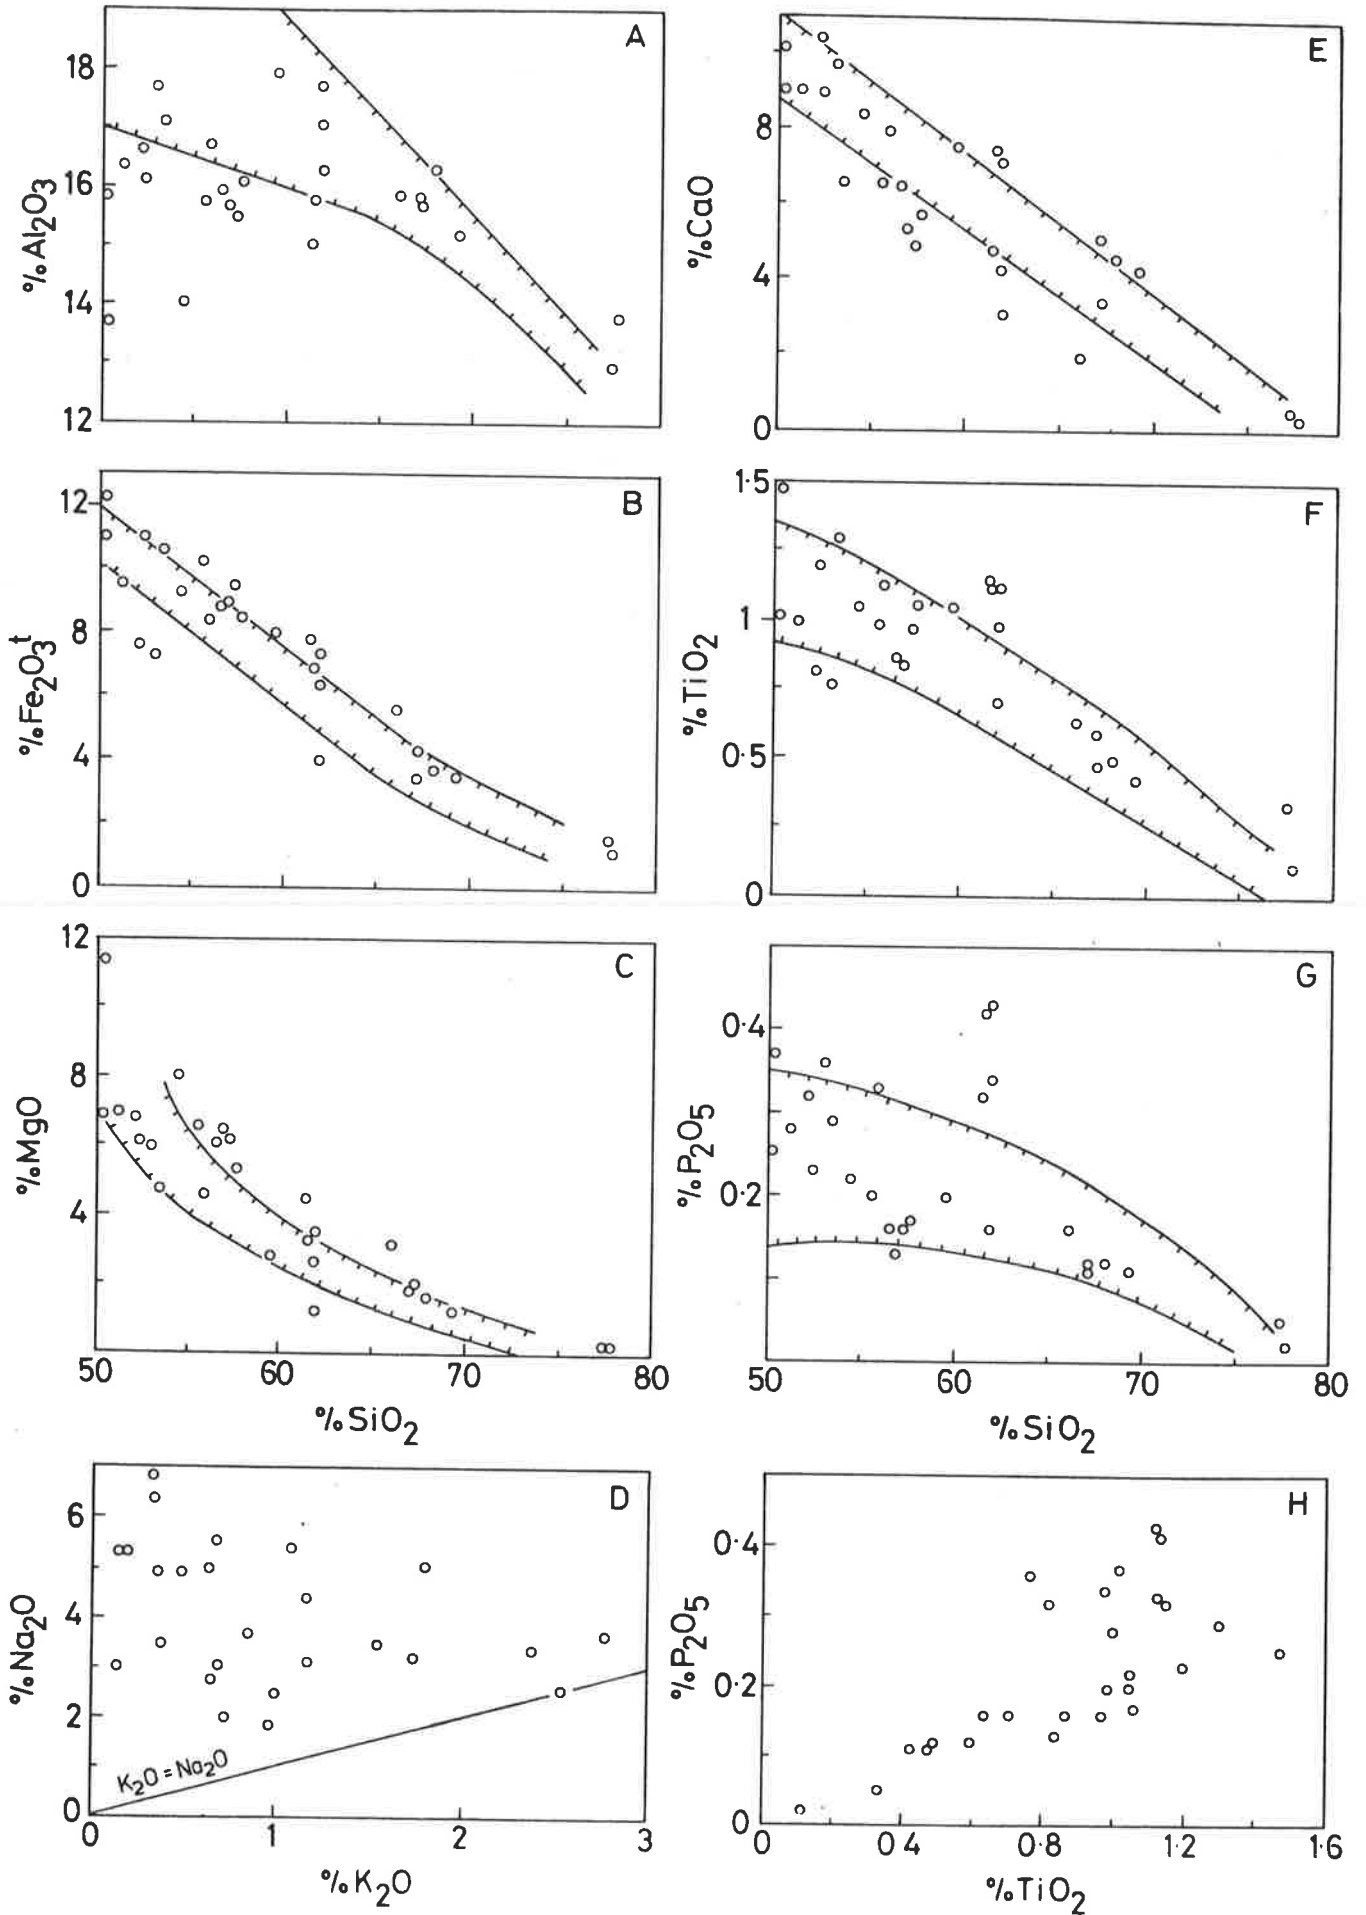 A
18
16
14
12
%Al2O3
E
8
4
0
%CaO
B
12
8
4
0
%Fe2O3t
F
1·5
1
0·5
0
%TiO2
C
12
8
4
%MgO
50 60 70 80
%SiO2
G
0·4
0·2
%P2O5
50 60 70 80
%SiO2
D
6
4
2
0
%Na2O
K2O = Na2O
0 1 2 3
%K2O
H
0·4
0·2
0
%P2O5
0 0·4 0·8 1·2 1·6
%TiO2